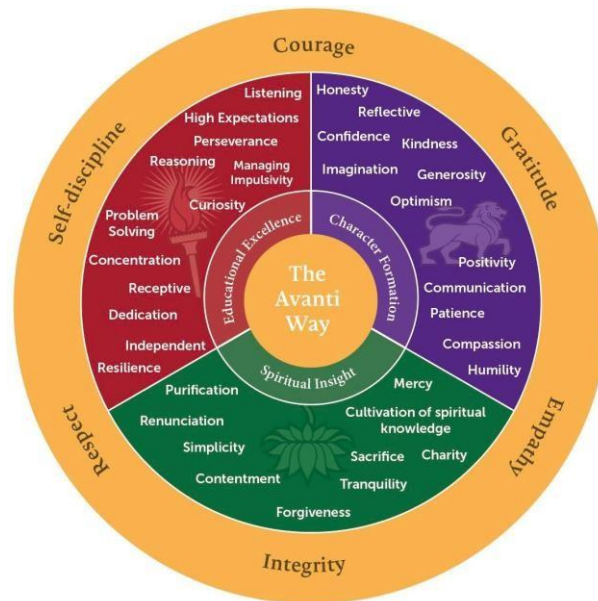 Courage
Gratitude
Empathy
Integrity
Respect
Self-discipline
The
Avanti
Way
Educational Excellence
Listening
High Expectations
Perseverance
Reasoning
Managing
Impulsivity
Curiosity
Problem
Solving
Concentration
Receptive
Dedication
Independent
Resilience
Character Formation
Honesty
Reflective
Confidence
Kindness
Imagination
Generosity
Optimism
Positivity
Communication
Patience
Compassion
Humility
Spiritual Insight
Mercy
Purification
Cultivation of spiritual
knowledge
Renunciation
Simplicity
Sacrifice
Charity
Contentment
Tranquility
Forgiveness